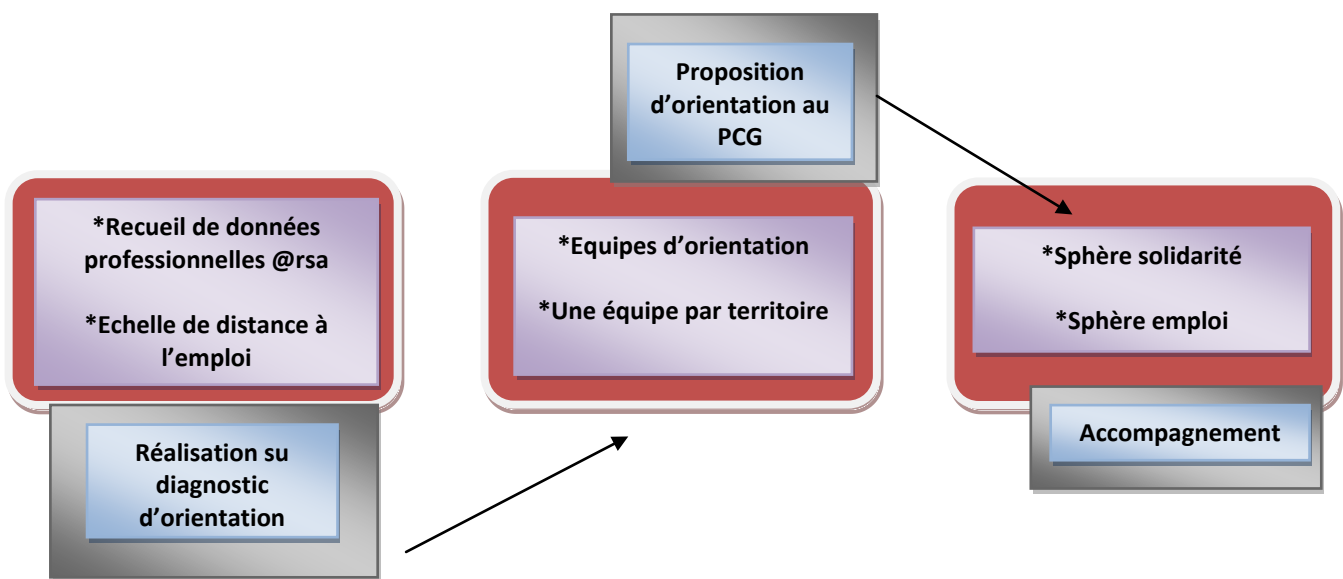 *Recueil de données
professionnelles @rsa
*Echelle de distance à
l’emploi
Réalisation su
diagnostic
d’orientation
Proposition
d’orientation au
PCG
*Equipes d’orientation
*Une équipe par territoire
*Sphère solidarité
*Sphère emploi
Accompagnement